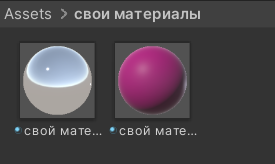 Assets > свои материалы
свой мате... свой мате...